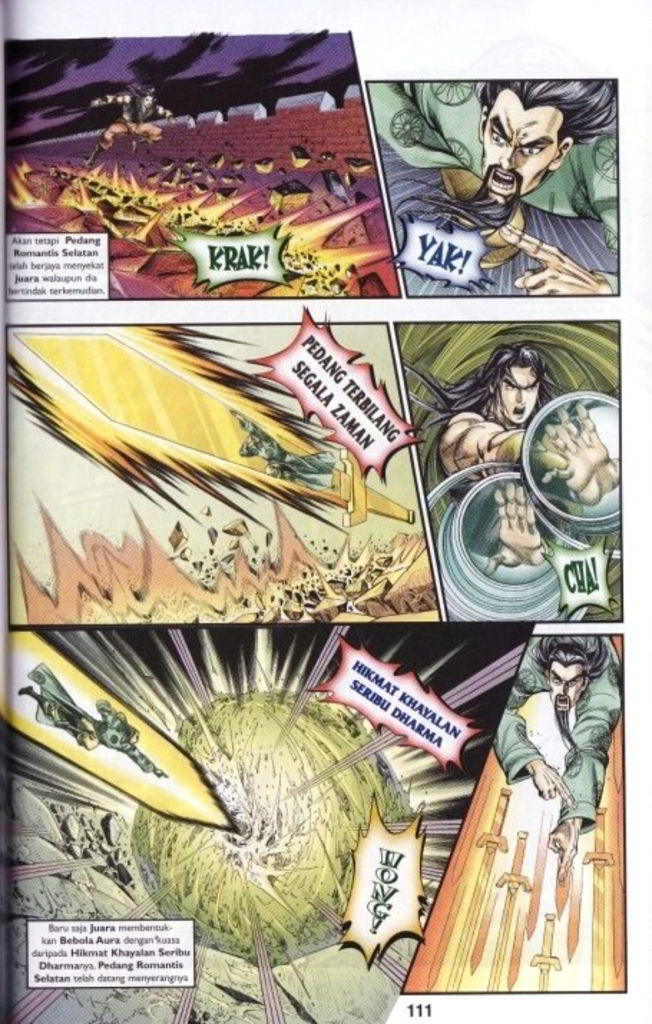 Akan tetapi Pedang
Romantis Selatan
telah berjaya menyekat
Juara walaupun dia
bertindak terkemudian.
KRAK!
YAK!
PEDANG TERBILANG
SEGALA ZAMAN
CHA!
HIKMAT KHAYALAN
SERIBU DHARMA
HONG!
Baru saja Juara membentuk-
kan Bebola Aura dengan kuasa
daripada Hikmat Khayalan Seribu
Dharmanya, Pedang Romantis
Selatan telah datang menyerangnya
111